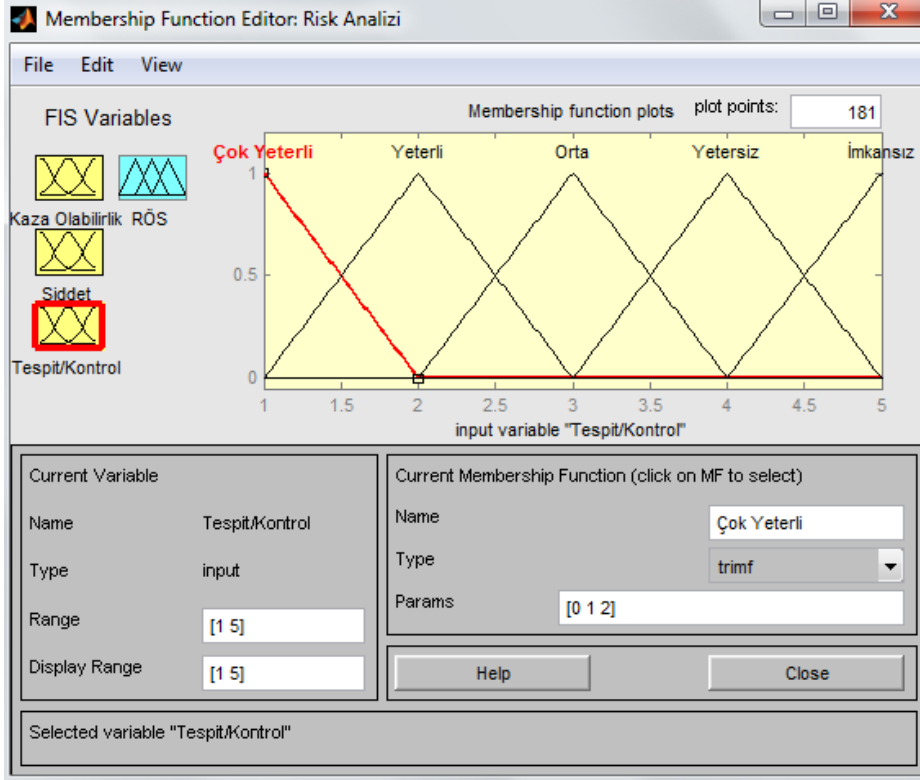 Membership Function Editor: Risk Analizi
File Edit View
FIS Variables
Membership function plots plot points: 181
Çok Yeterli Yeterli Orta Yetersiz İmkansız
1
0.5
0
1 1.5 2 2.5 3 3.5 4 4.5 5
input variable "Tespit/Kontrol"
Kaza Olabilirlik RÖS
Siddet
Tespit/Kontrol
Current Variable
Name Tespit/Kontrol
Type input
Range [1 5]
Display Range [1 5]
Current Membership Function (click on MF to select)
Name Çok Yeterli
Type trimf
Params [0 1 2]
Help Close
Selected variable "Tespit/Kontrol"